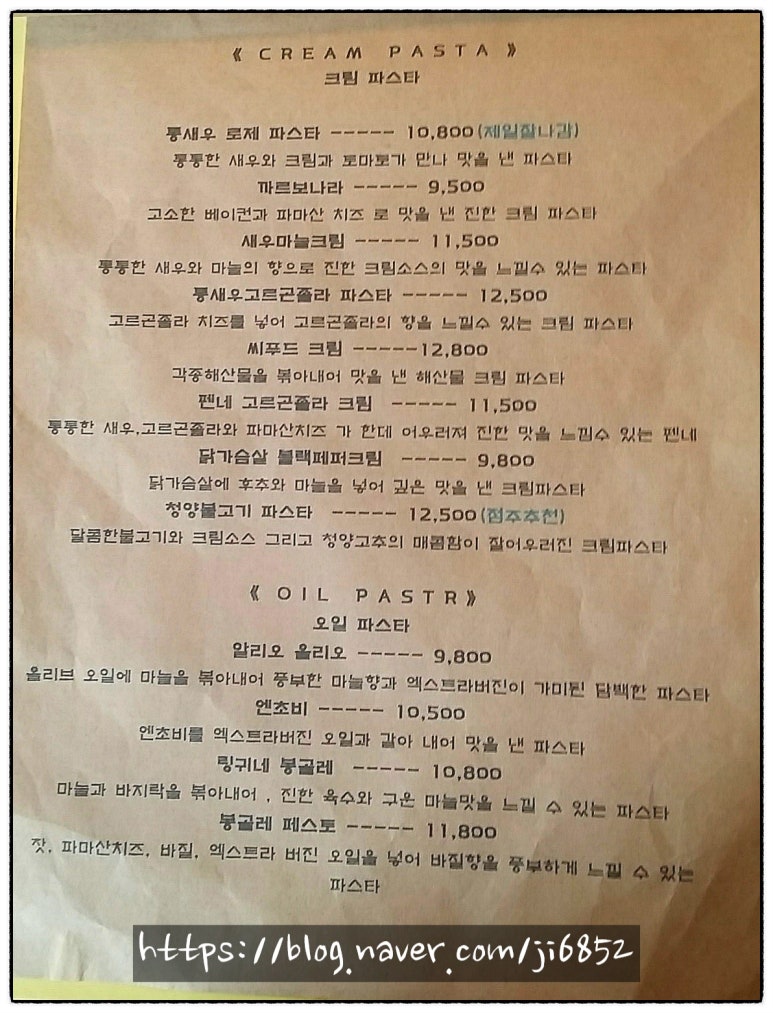 《 CREAM PASTA 》
크림 파스타
통새우 로제 파스타 ----- 10,800(제일잘나감)
통통한 새우와 크림과 토마토가 만나 맛을 낸 파스타
까르보나라 ----- 9,500
고소한 베이컨과 파마산 치즈 로 맛을 낸 진한 크림 파스타
새우마늘크림 ----- 11,500
통통한 새우와 마늘의 향으로 진한 크림소스의 맛을 느낄수 있는 파스타
통새우고르곤졸라 파스타 ----- 12,500
고르곤졸라 치즈를 넣어 고르곤졸라의 향을 느낄수 있는 크림 파스타
씨푸드 크림 -----12,800
각종해산물을 볶아내어 맛을 낸 해산물 크림 파스타
펜네 고르곤졸라 크림 ----- 11,500
통통한 새우,고르곤졸라와 파마산치즈 가 한데 어우러져 진한 맛을 느낄수 있는 펜네
닭가슴살 블랙페퍼크림 ----- 9,800
닭가슴살에 후추와 마늘을 넣어 깊은 맛을 낸 크림파스타
청양불고기 파스타 ----- 12,500(점주추천)
달콤한불고기와 크림소스 그리고 청양고추의 매콤함이 잘어우러진 크림파스타
《 OIL PASTR》
오일 파스타
알리오 올리오 ----- 9,800
올리브 오일에 마늘을 볶아내어 풍부한 마늘향과 엑스트라버진이 가미된 담백한 파스타
엔초비 ----- 10,500
엔초비를 엑스트라버진 오일과 같아 내어 맛을 낸 파스타
링귀네 봉골레 ----- 10,800
마늘과 바지락을 볶아내어 , 진한 육수와 구운 마늘맛을 느낄 수 있는 파스타
봉골레 페스토 ----- 11,800
잣, 파마산치즈, 바질, 엑스트라 버진 오일을 넣어 바질향을 풍부하게 느낄 수 있는
파스타
https://blog.naver.com/ji6852